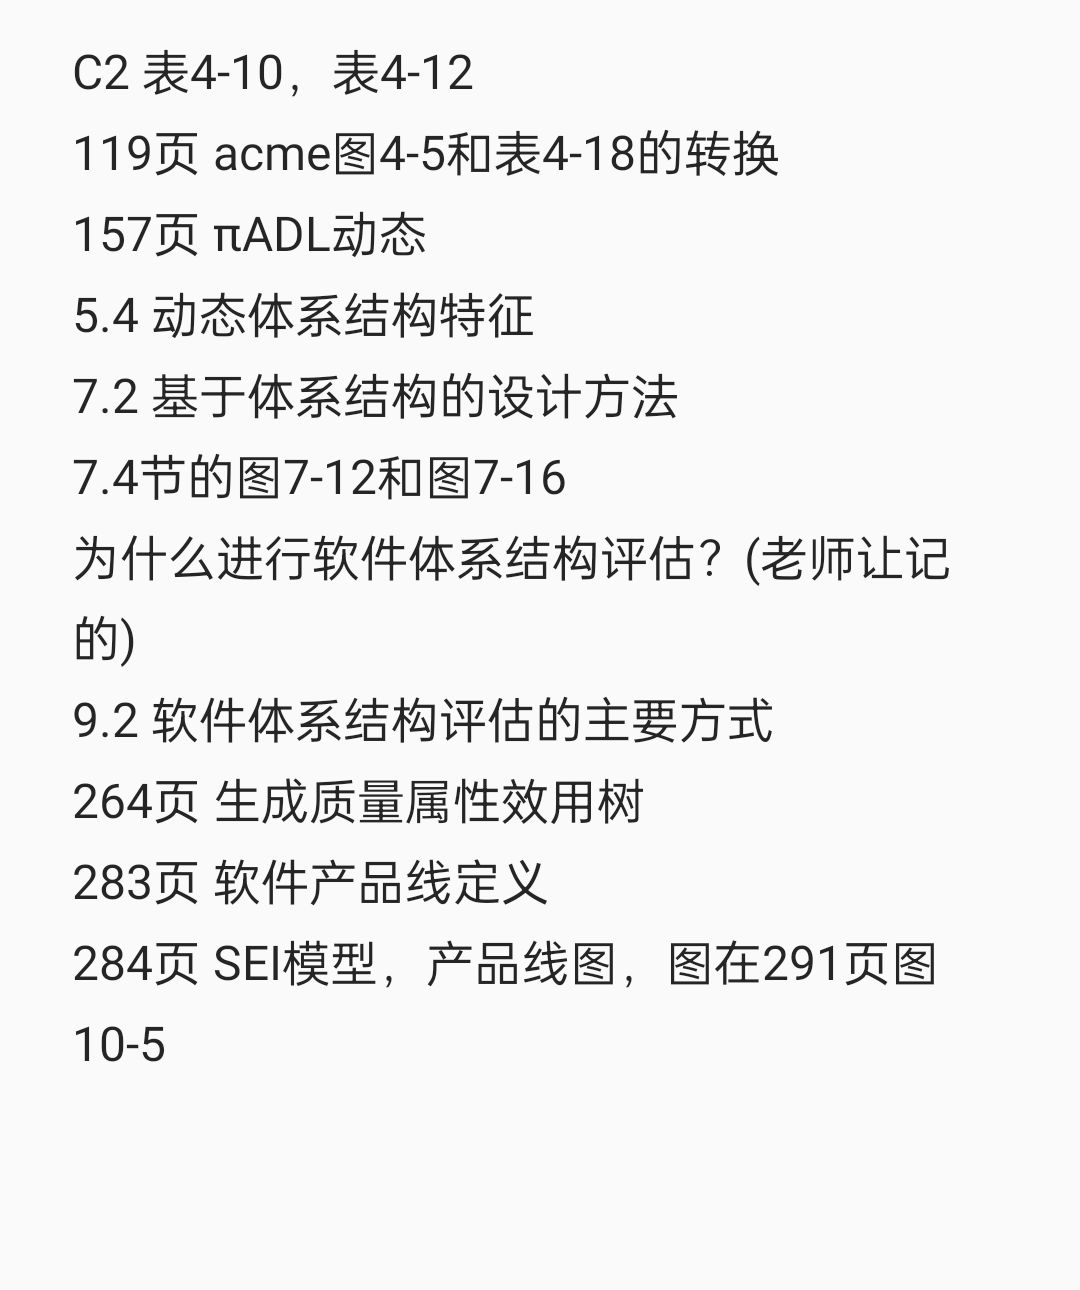 C2 表4-10，表4-12
119页 acme图4-5和表4-18的转换
157页 πADL动态
5.4 动态体系结构特征
7.2 基于体系结构的设计方法
7.4节的图7-12和图7-16
为什么进行软件体系结构评估？(老师让记
的)
9.2 软件体系结构评估的主要方式
264页 生成质量属性效用树
283页 软件产品线定义
284页 SEI模型，产品线图，图在291页图
10-5